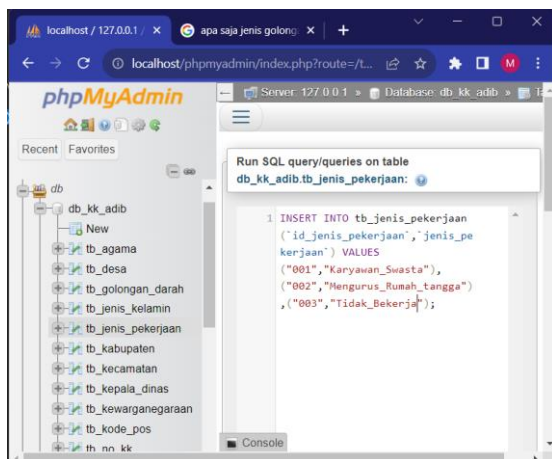 localhost / 127.0.0.1 /
apa saja jenis golong
localhost/phpmyadmin/index.php?route=/t...
M
phpMyAdmin
Recent Favorites
db
db_kk_adib
New
tb_agama
tb_desa
tb_golongan_darah
tb_jenis_kelamin
tb_jenis_pekerjaan
tb_kabupaten
tb_kecamatan
tb_kepala_dinas
tb_kewarganegaraan
tb_kode_pos
tb_no_kk
Server: 127.0.0.1 » Database: db_kk_adib »
Run SQL query/queries on table
db_kk_adib.tb_jenis_pekerjaan:
1 INSERT INTO tb_jenis_pekerjaan
(`id_jenis_pekerjaan`,`jenis_pe
kerjaan`) VALUES
("001","Karyawan_Swasta"),
("002","Mengurus_Rumah_tangga")
,("003","Tidak_Bekerja");
Console